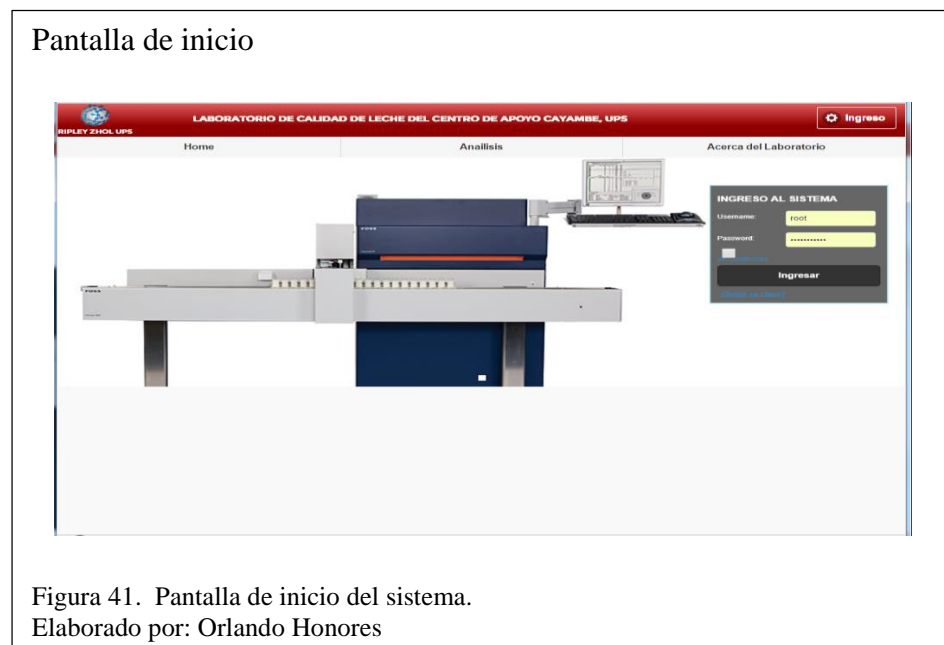 Pantalla de inicio
RIPLEY ZHOL UPS
LABORATORIO DE CALIDAD DE LECHE DEL CENTRO DE APOYO CAYAMBE, UPS
Ingreso
Home
Anailisis
Acerca del Laboratorio
INGRESO AL SISTEMA
Username:
root
Password:
•••••••••••
Ingresar
FOSS
FOSS
Figura 41.  Pantalla de inicio del sistema.
Elaborado por: Orlando Honores